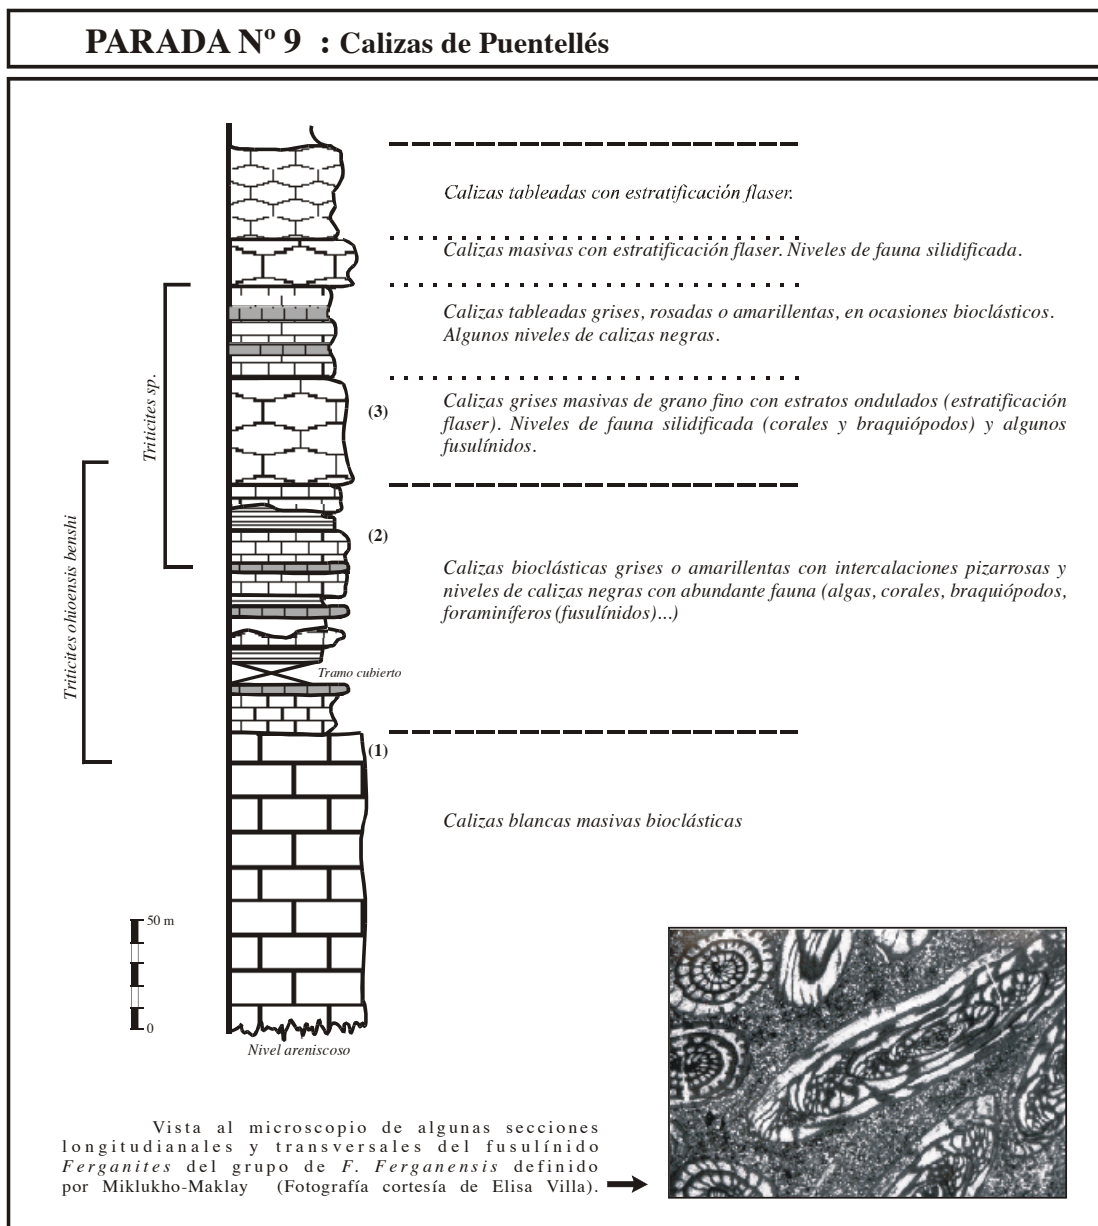 PARADA Nº 9 : Calizas de Puentellés
Calizas tableadas con estratificación flaser.
Calizas masivas con estratificación flaser. Niveles de fauna silidificada.
Calizas tableadas grises, rosadas o amarillentas, en ocasiones bioclásticos.
Algunos niveles de calizas negras.
Triticites sp.
(3)
Calizas grises masivas de grano fino con estratos ondulados (estratificación
flaser). Niveles de fauna silidificada (corales y braquiópodos) y algunos
fusulínidos.
Triticites ohioensis benshi
(2)
Calizas bioclásticas grises o amarillentas con intercalaciones pizarrosas y
niveles de calizas negras con abundante fauna (algas, corales, braquiópodos,
foraminíferos (fusulínidos)...)
Tramo cubierto
(1)
Calizas blancas masivas bioclásticas
50 m
0
Nivel areniscoso
Vista al microscopio de algunas secciones
longitudianales y transversales del fusulínido
Ferganites del grupo de F. Ferganensis definido
por Miklukho-Maklay (Fotografía cortesía de Elisa Villa).